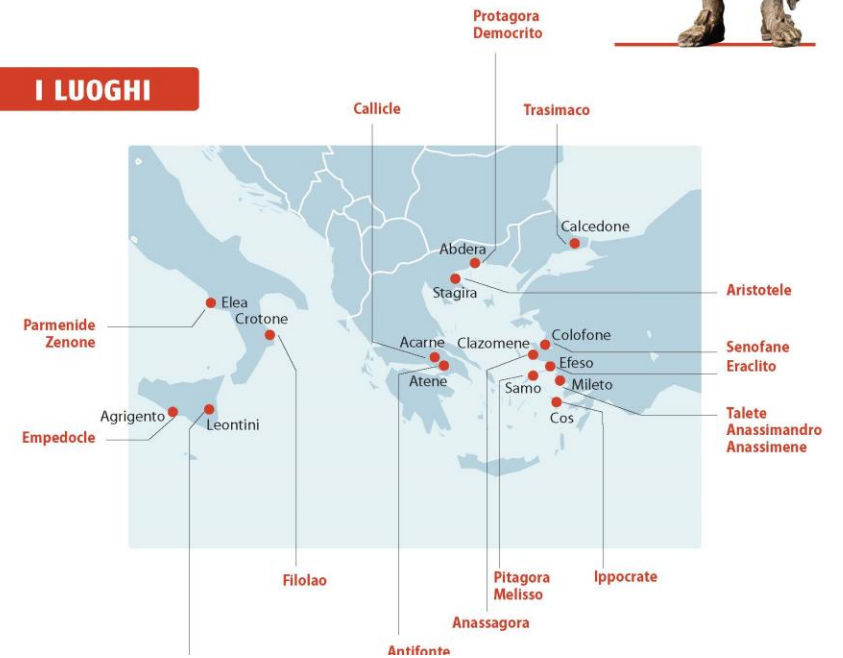 Protagora
Democrito
I LUOGHI
Callicle
Trasimaco
Calcedone
Abdera
Stagira
Aristotele
Elea
Crotone
Parmenide
Zenone
Acarne
Clazomene
Colofone
Senofane
Efeso
Eraclito
Atene
Samo
Mileto
Cos
Talete
Anassimandro
Anassimene
Agrigento
Leontini
Empedocle
Filolao
Pitagora
Melisso
Ippocrate
Anassagora
Antifonte